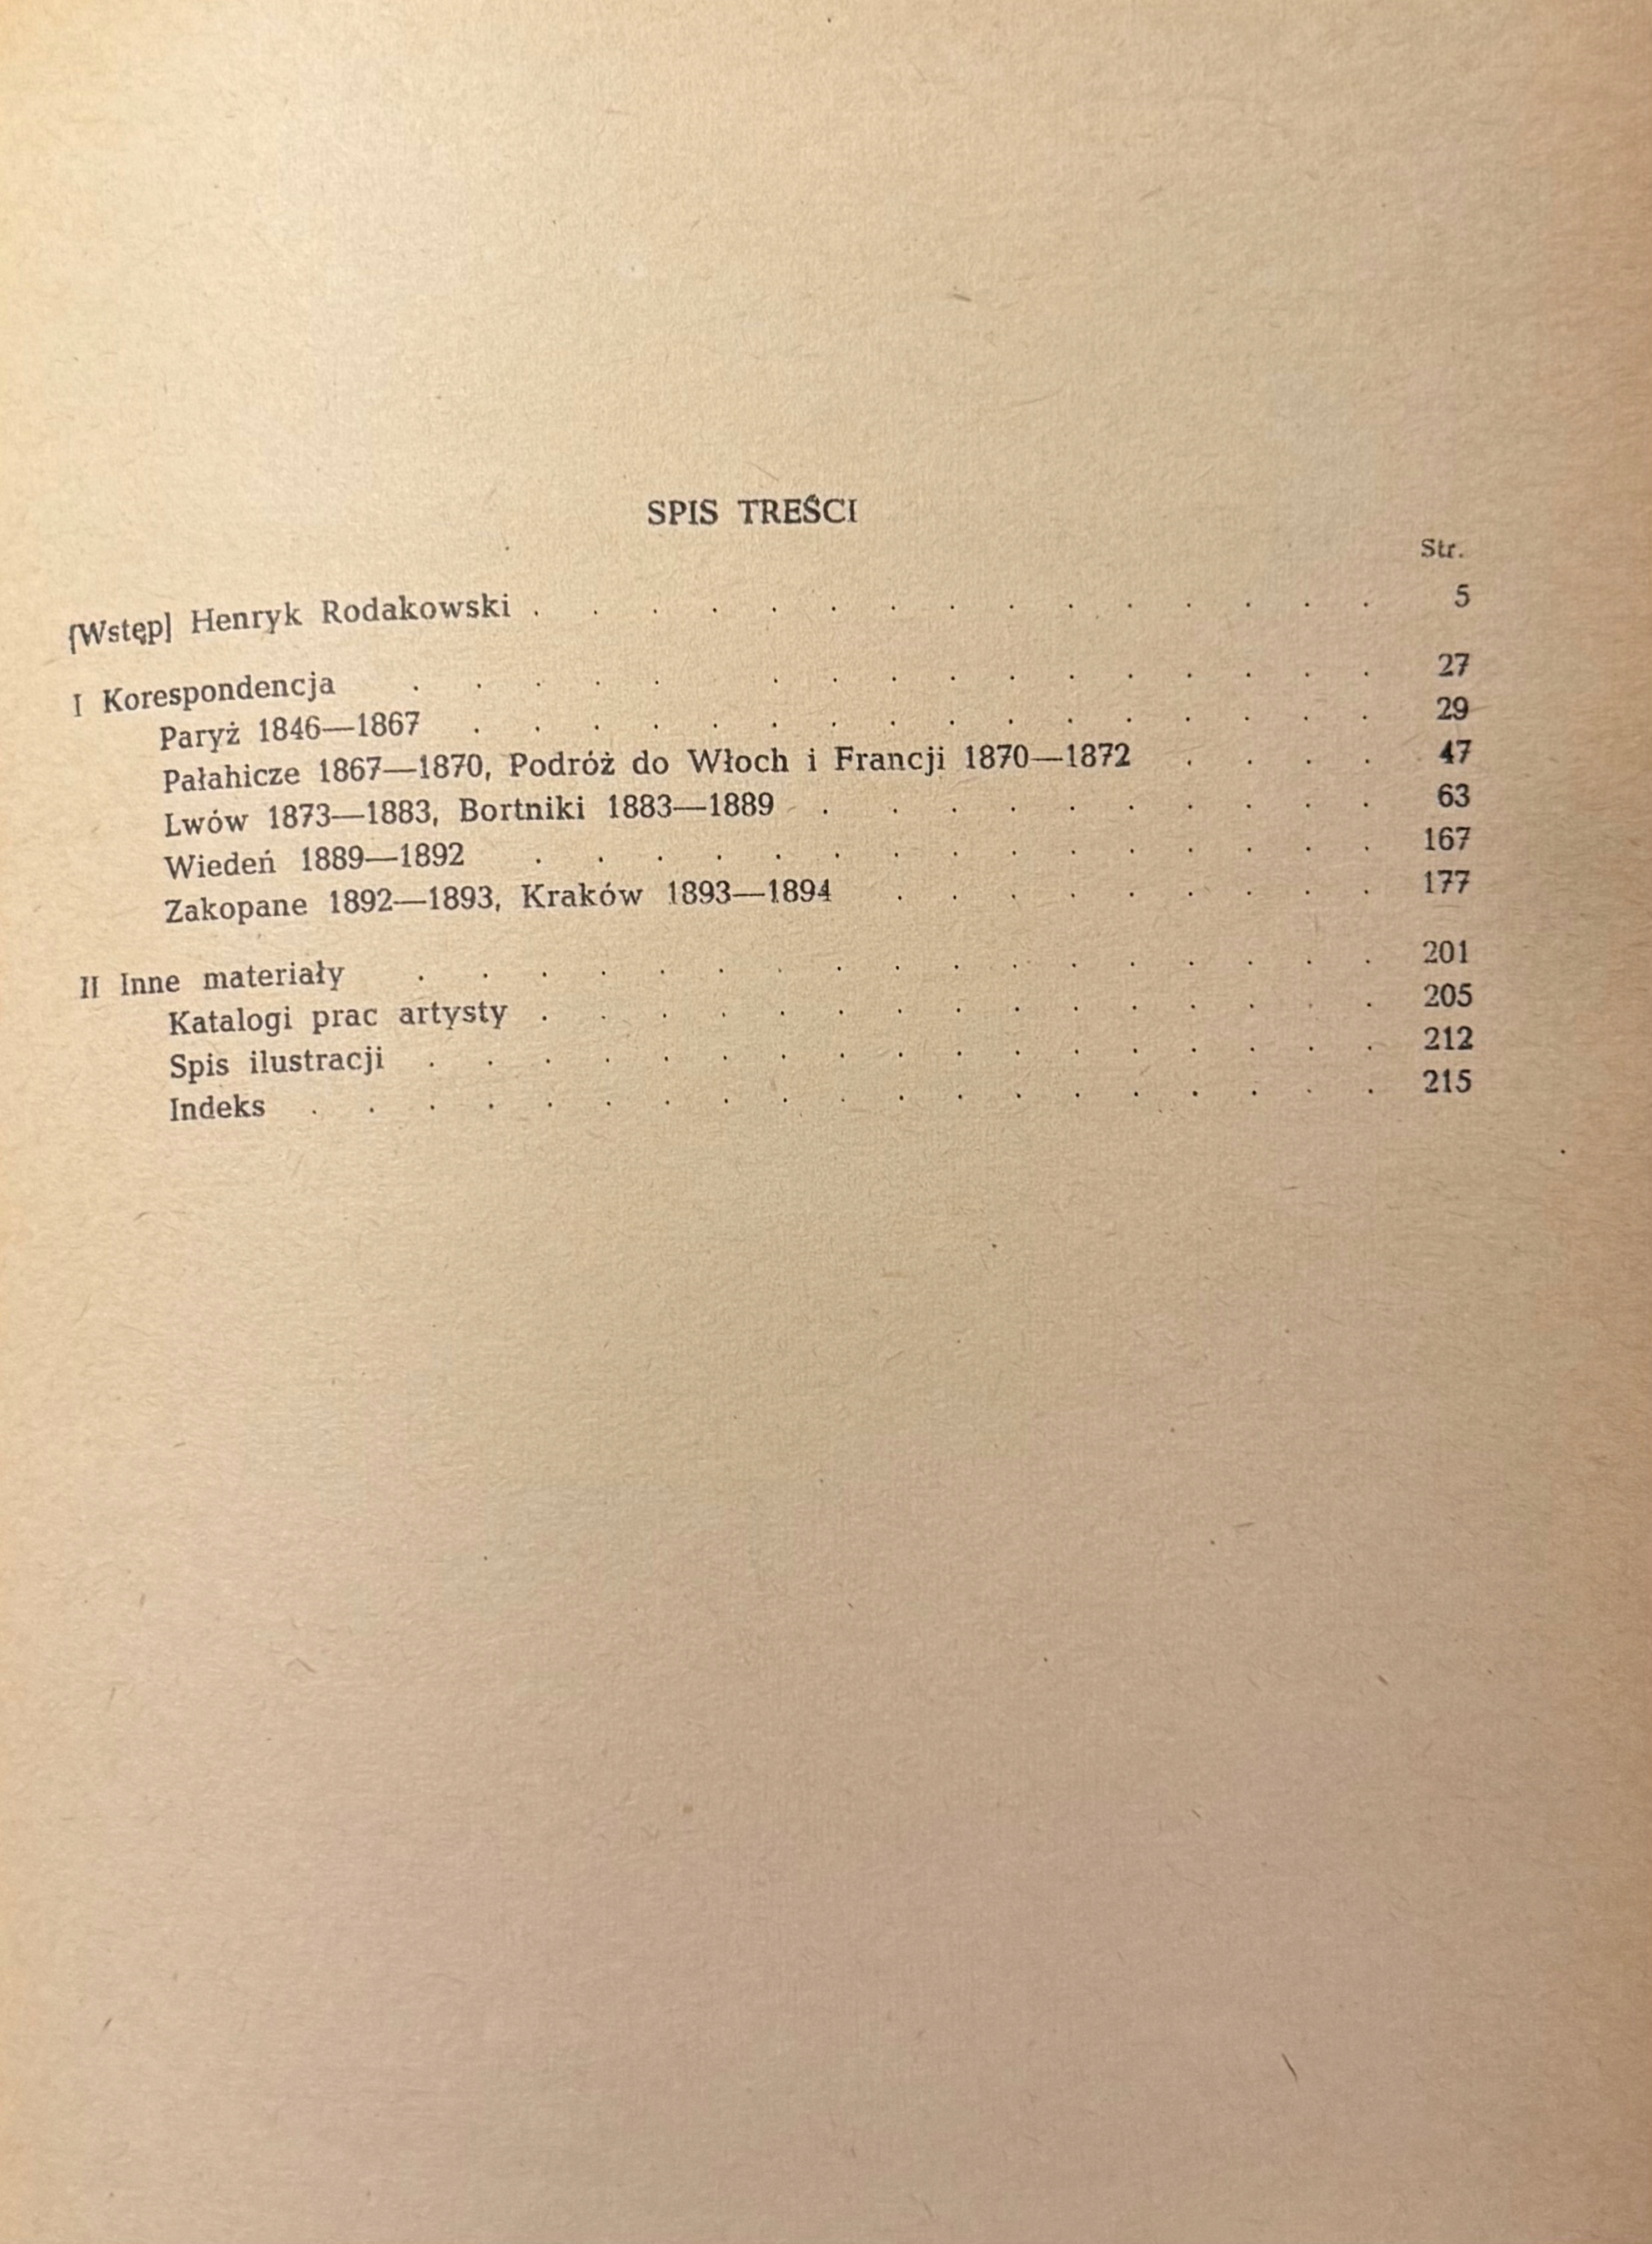 SPIS TREŚCI
Str.
[Wstęp] Henryk Rodakowski . . . . . . . . . . . . . . . 5
I Korespondencja . . . . . . . . . . . . . . . . 27
Paryż 1846—1867 . . . . . . . . . . . . . . . . 29
Pałahicze 1867—1870, Podróż do Włoch i Francji 1870—1872 . . . . 47
Lwów 1873—1883, Bortniki 1883—1889 . . . . . . . . . . 63
Wiedeń 1889—1892 . . . . . . . . . . . . . . . 167
Zakopane 1892—1893, Kraków 1893—1894 . . . . . . . . . 177
II Inne materiały . . . . . . . . . . . . . . . . . 201
Katalogi prac artysty . . . . . . . . . . . . . . . 205
Spis ilustracji . . . . . . . . . . . . . . . . . 212
Indeks . . . . . . . . . . . . . . . . . . . 215